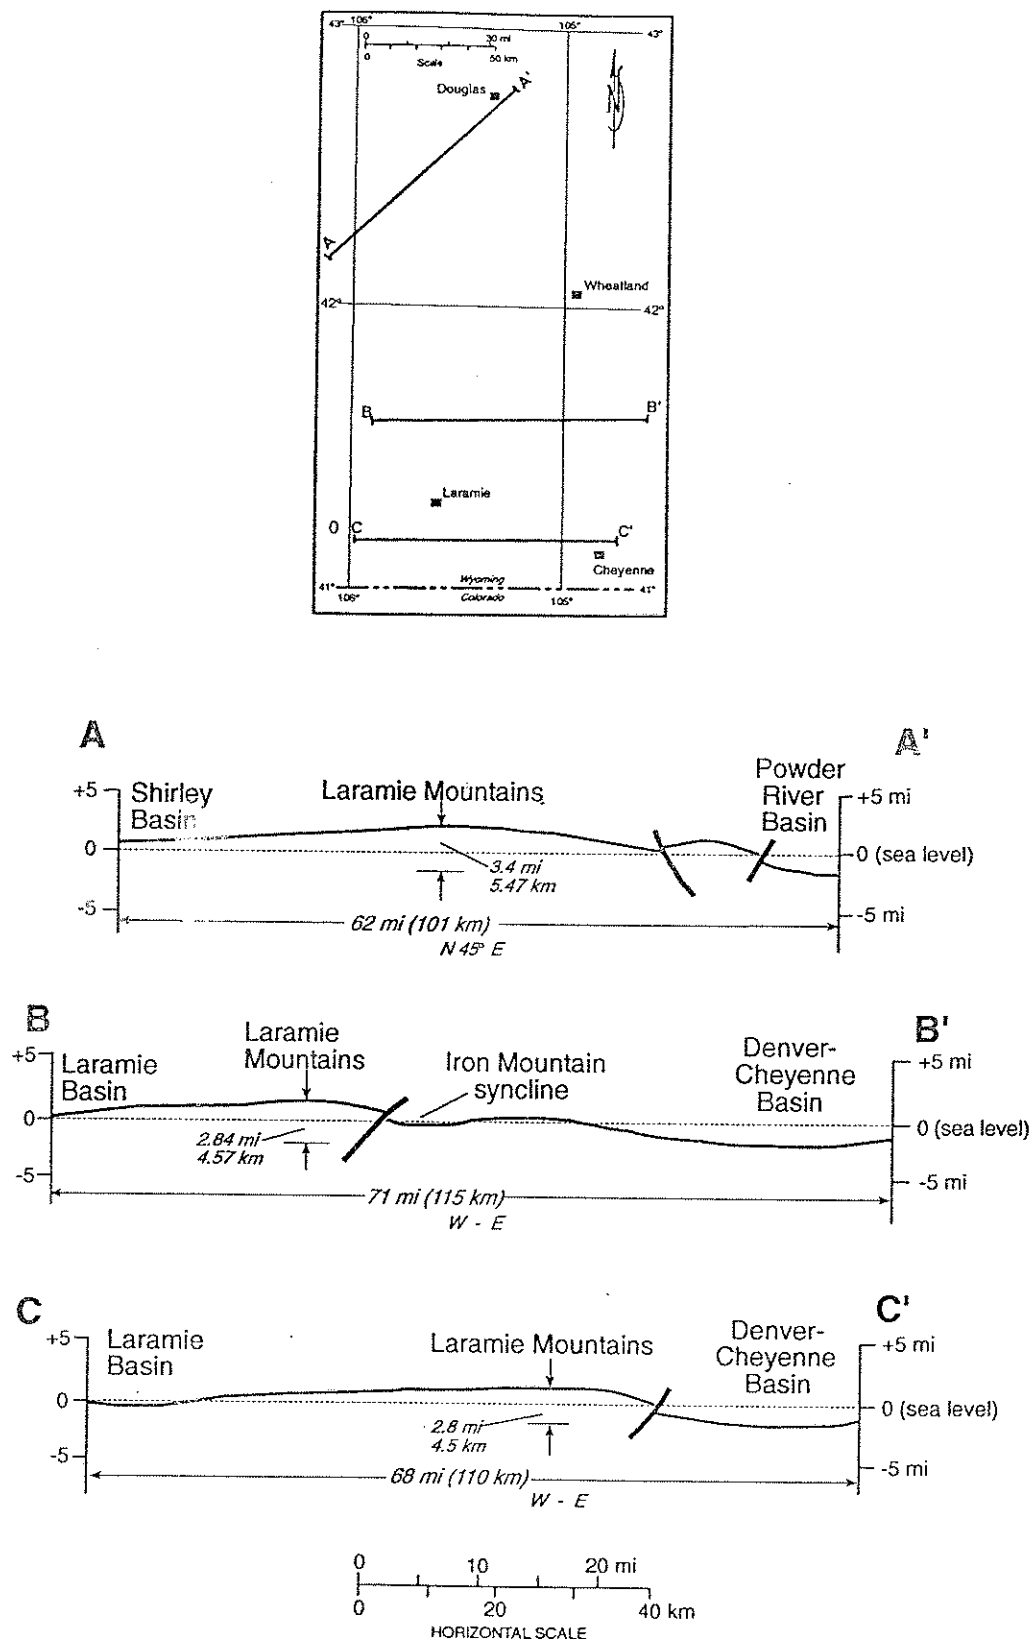 43° 106° 105° 43°
0 30 mi
0 Scale 50 km
N
Douglas
A'
A
42° Wheatland 42°
B B'
Laramie
0 C C'
Cheyenne
41° Wyoming 41°
Colorado
106° 105°
A A'
+5 Shirley Basin Laramie Mountains Powder River Basin +5 mi
0 0 (sea level)
3.4 mi
5.47 km
-5 -5 mi
62 mi (101 km)
N 45° E
B B'
+5 Laramie Basin Laramie Mountains Iron Mountain syncline Denver-Cheyenne Basin +5 mi
0 0 (sea level)
2.84 mi
4.57 km
-5 -5 mi
71 mi (115 km)
W - E
C C'
+5 Laramie Basin Laramie Mountains Denver-Cheyenne Basin +5 mi
0 0 (sea level)
2.8 mi
4.5 km
-5 -5 mi
68 mi (110 km)
W - E
0 10 20 mi
0 20 40 km
HORIZONTAL SCALE